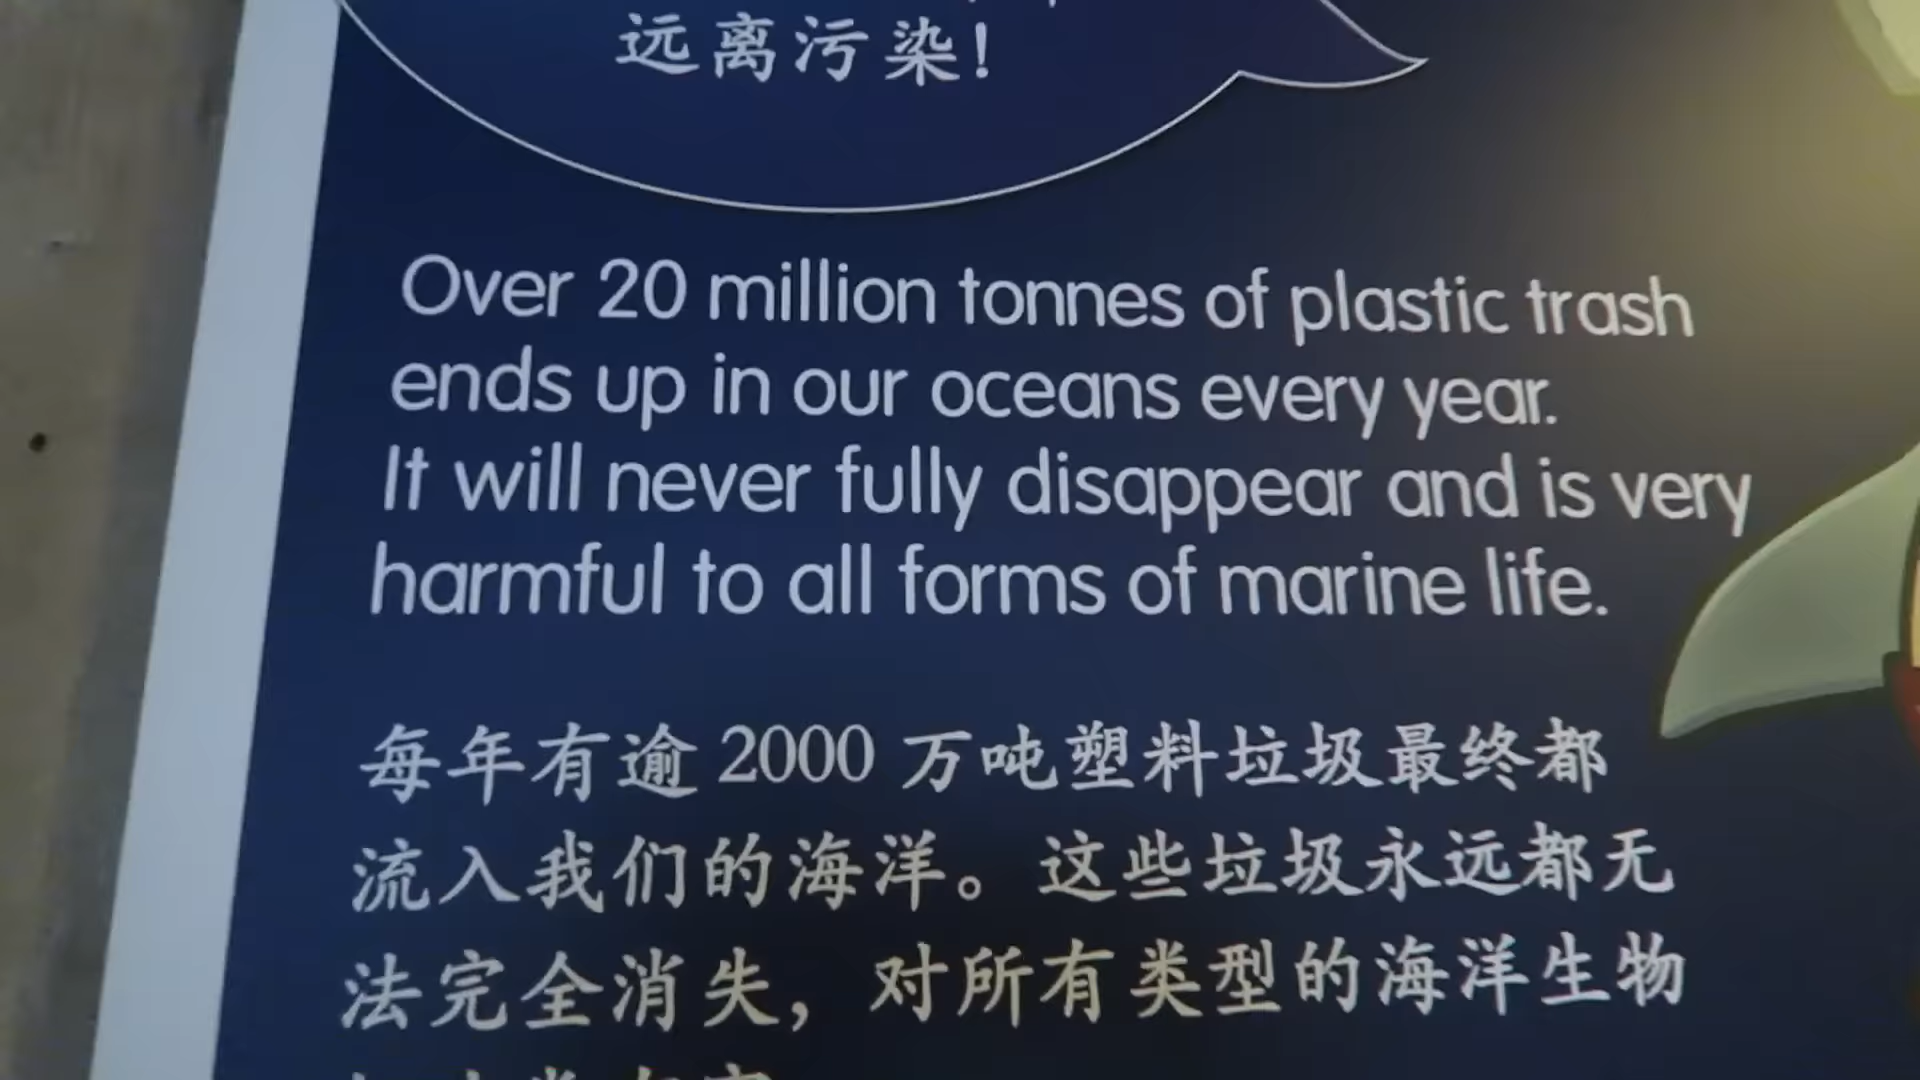 远离污染!
Over 20 million tonnes of plastic trash
ends up in our oceans every year.
It will never fully disappear and is very
harmful to all forms of marine life.
每年有逾 2000 万吨塑料垃圾最终都
流入我们的海洋。这些垃圾永远都无
法完全消失，对所有类型的海洋生物